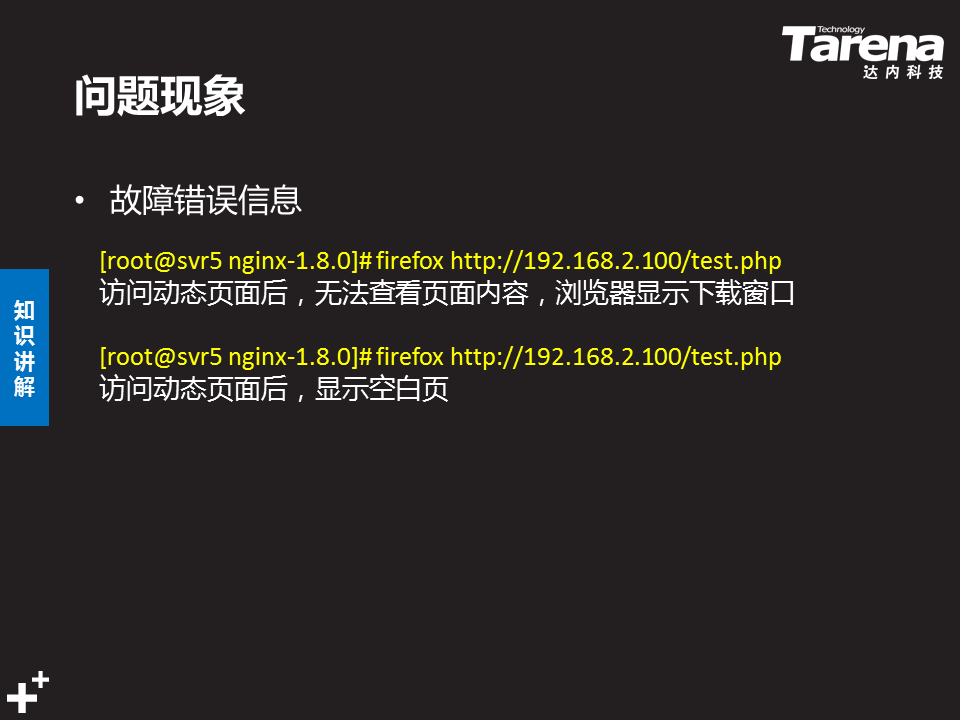 Technology
Tarena
达内科技
问题现象
• 故障错误信息
[root@svr5 nginx-1.8.0]# firefox http://192.168.2.100/test.php
访问动态页面后，无法查看页面内容，浏览器显示下载窗口
[root@svr5 nginx-1.8.0]# firefox http://192.168.2.100/test.php
访问动态页面后，显示空白页
知
识
讲
解